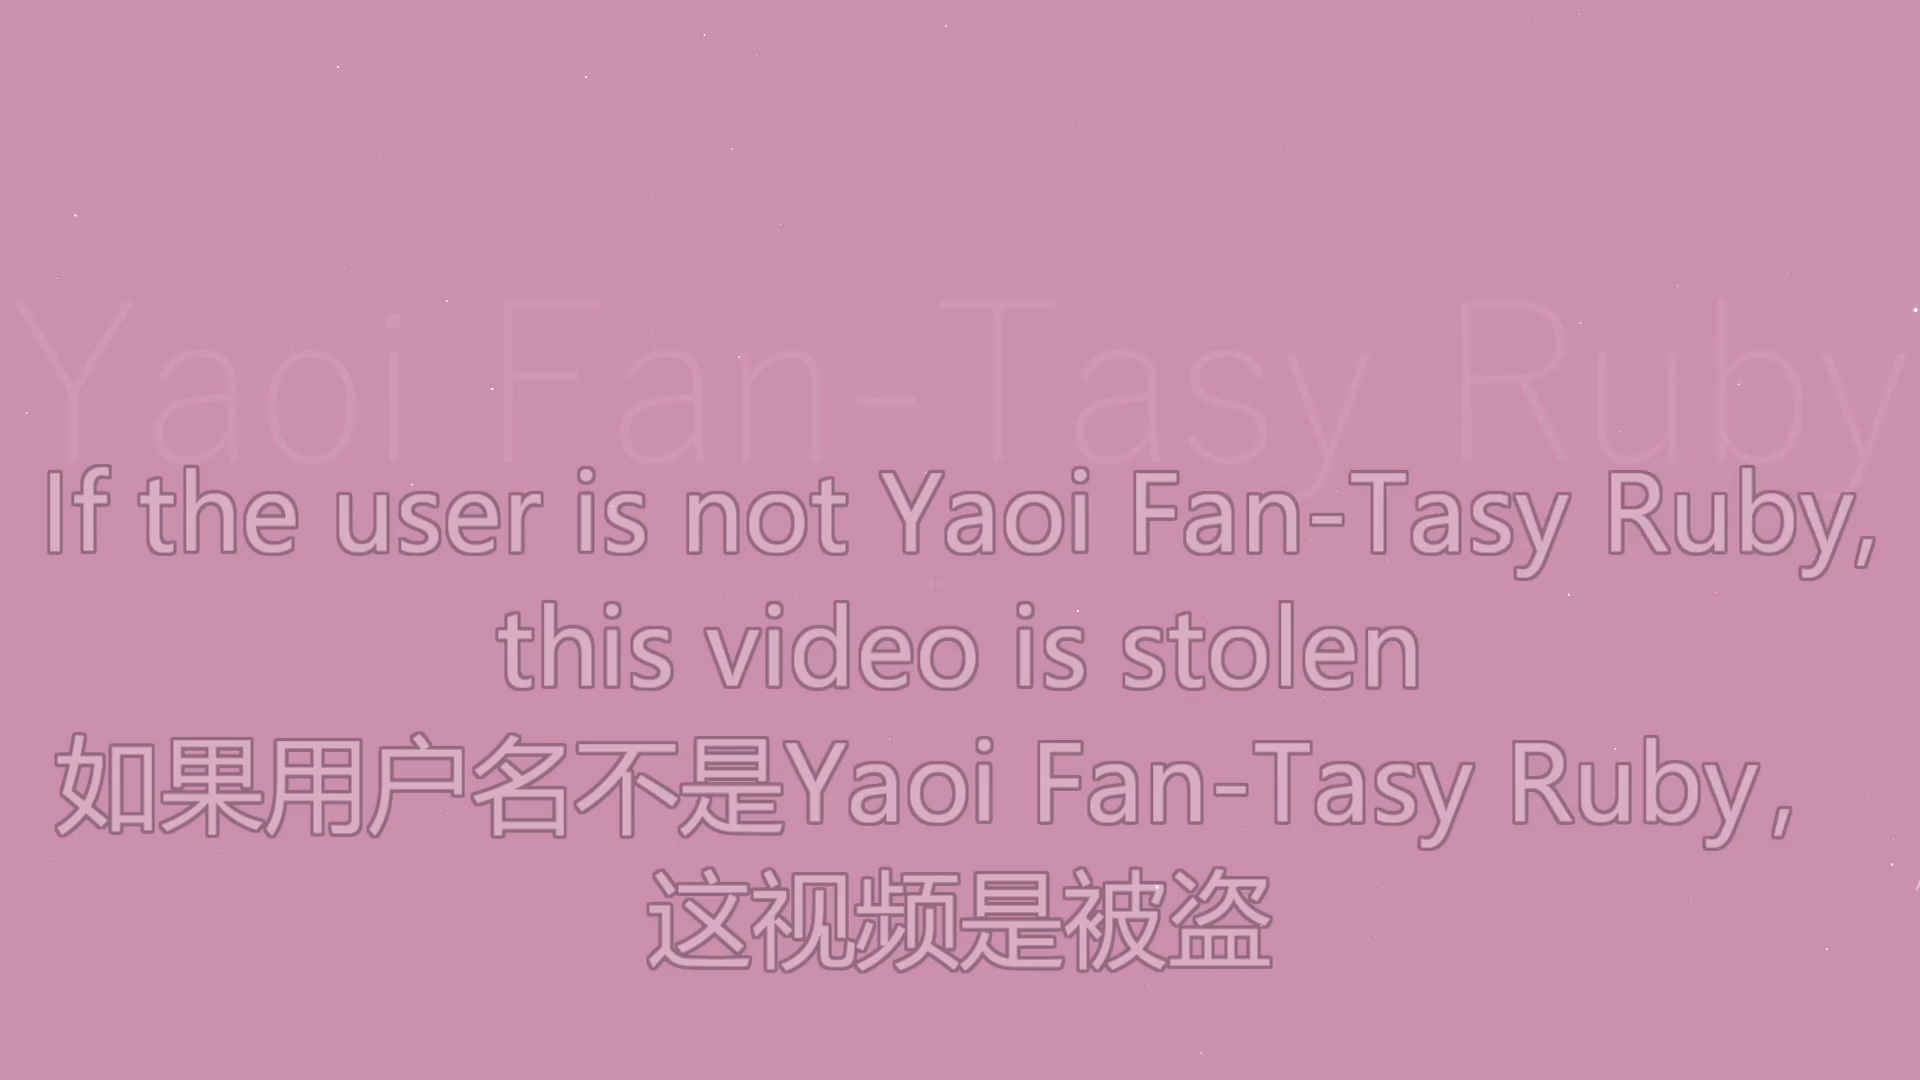 Yaoi Fan-Tasy Ruby
If the user is not Yaoi Fan-Tasy Ruby,
this video is stolen
如果用户名不是Yaoi Fan-Tasy Ruby，
这视频是被盗